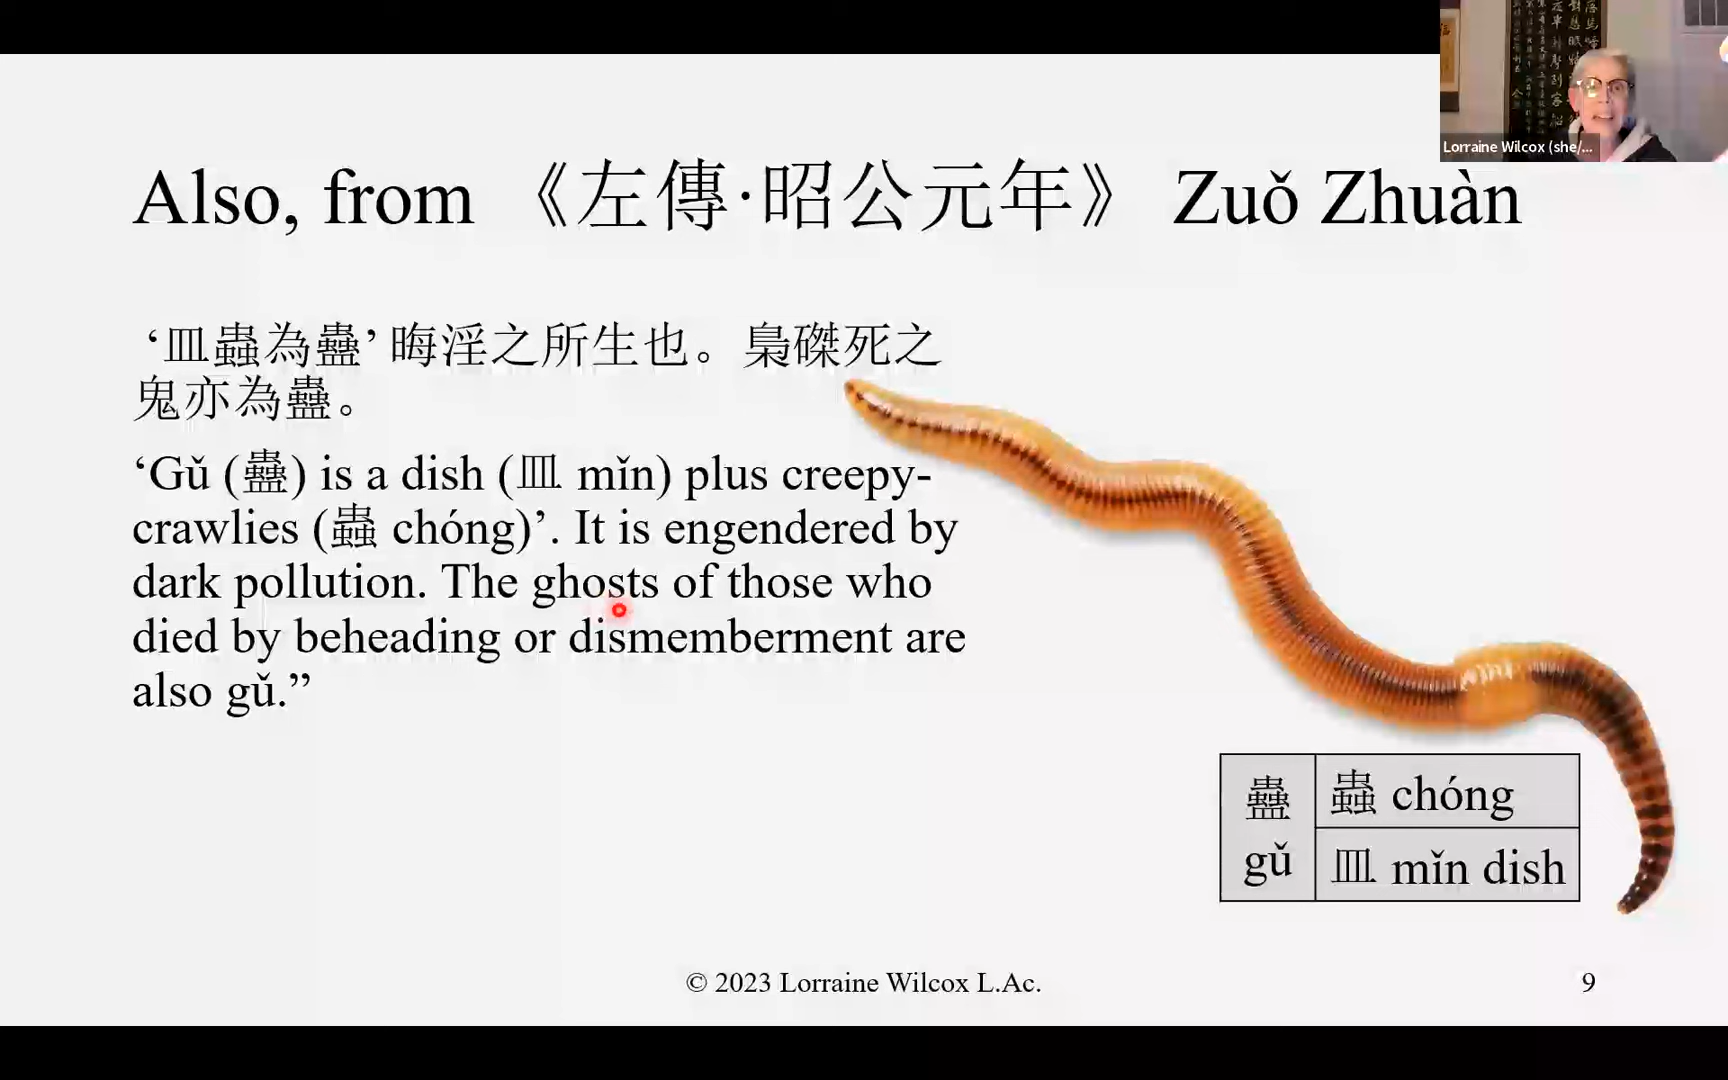 Also, from 《左傳·昭公元年》 Zuǒ Zhuàn
‘皿蟲為蠱’ 晦淫之所生也。梟磔死之
鬼亦為蠱。
‘Gǔ (蠱) is a dish (皿 mǐn) plus creepy-
crawlies (蟲 chóng)’. It is engendered by
dark pollution. The ghosts of those who
died by beheading or dismemberment are
also gǔ.”
蠱
gǔ
蟲 chóng
皿 mǐn dish
© 2023 Lorraine Wilcox L.Ac.
9
Lorraine Wilcox (she/...